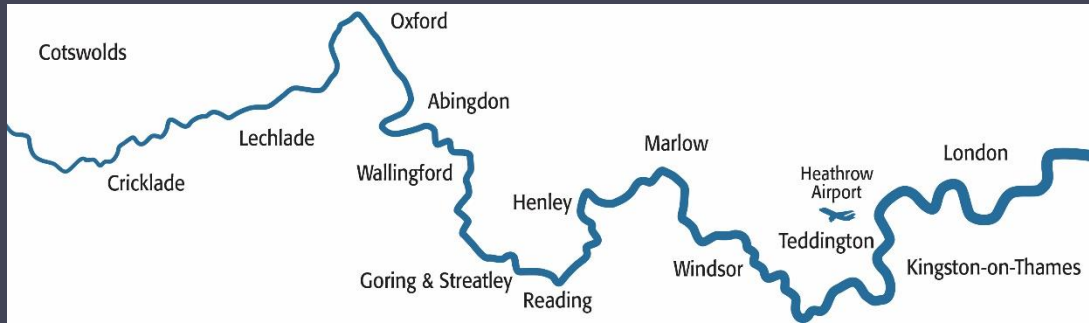 Cotswolds
Cricklade
Lechlade
Oxford
Abingdon
Wallingford
Goring & Streatley
Reading
Henley
Marlow
Windsor
Heathrow
Airport
Teddington
Kingston-on-Thames
London